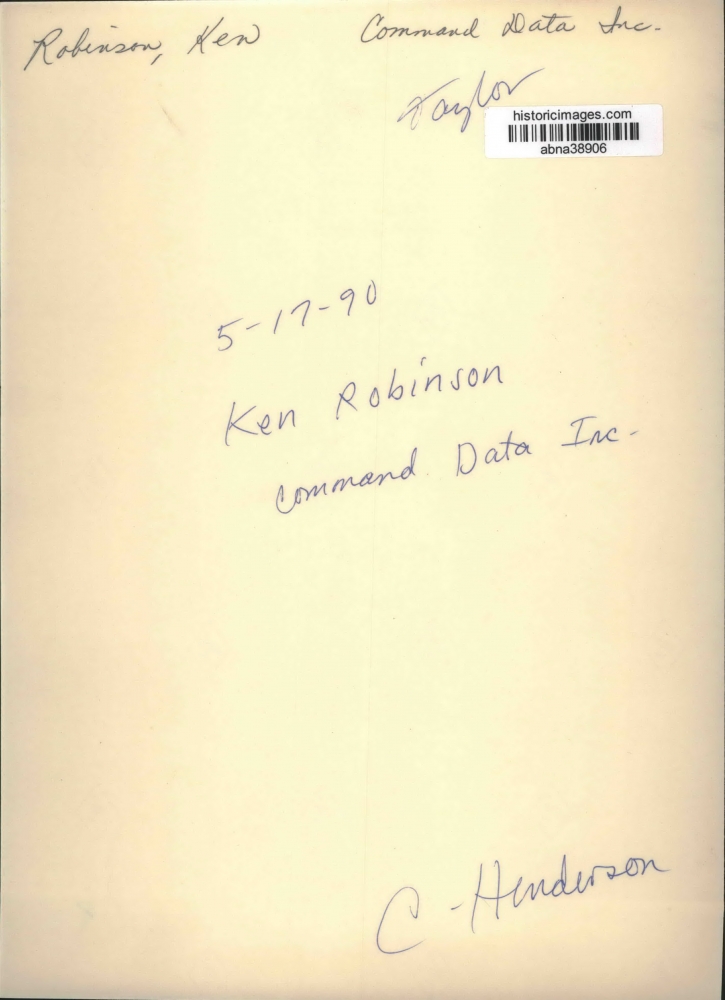 Robinson, Ken Command Data Inc.
Taylor
historicimages.com
abna38906
5-17-90
Ken Robinson
Command Data Inc.
C-Henderson